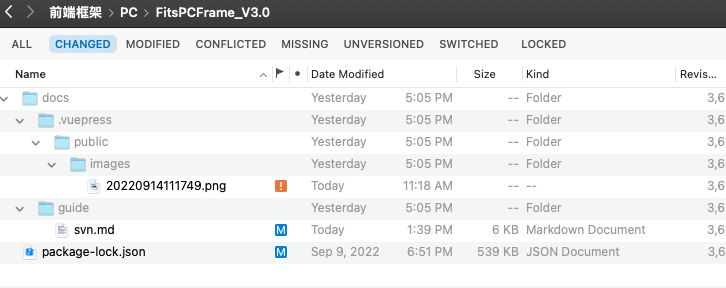 前端框架 › PC › FitsPCFrame_V3.0
ALL CHANGED MODIFIED CONFLICTED MISSING UNVERSIONED SWITCHED LOCKED
Name Date Modified Size Kind Revis...
docs Yesterday 5:05 PM -- Folder 3,6
.vuepress Yesterday 5:05 PM -- Folder 3,6
public Yesterday 5:05 PM -- Folder 3,6
images Yesterday 5:05 PM -- Folder 3,6
20220914111749.png ! Today 11:18 AM -- -- 3,6
guide Yesterday 5:05 PM -- Folder 3,6
svn.md M Today 1:39 PM 6 KB Markdown Document 3,6
package-lock.json M Sep 9, 2022 6:51 PM 539 KB JSON Document 3,6